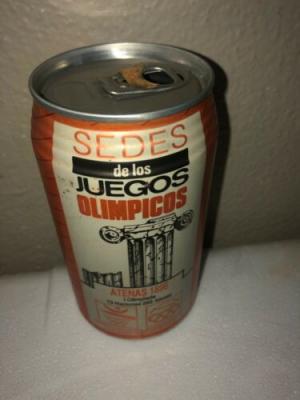 SEDES
de los
JUEGOS
OLIMPICOS
ATENAS 1896